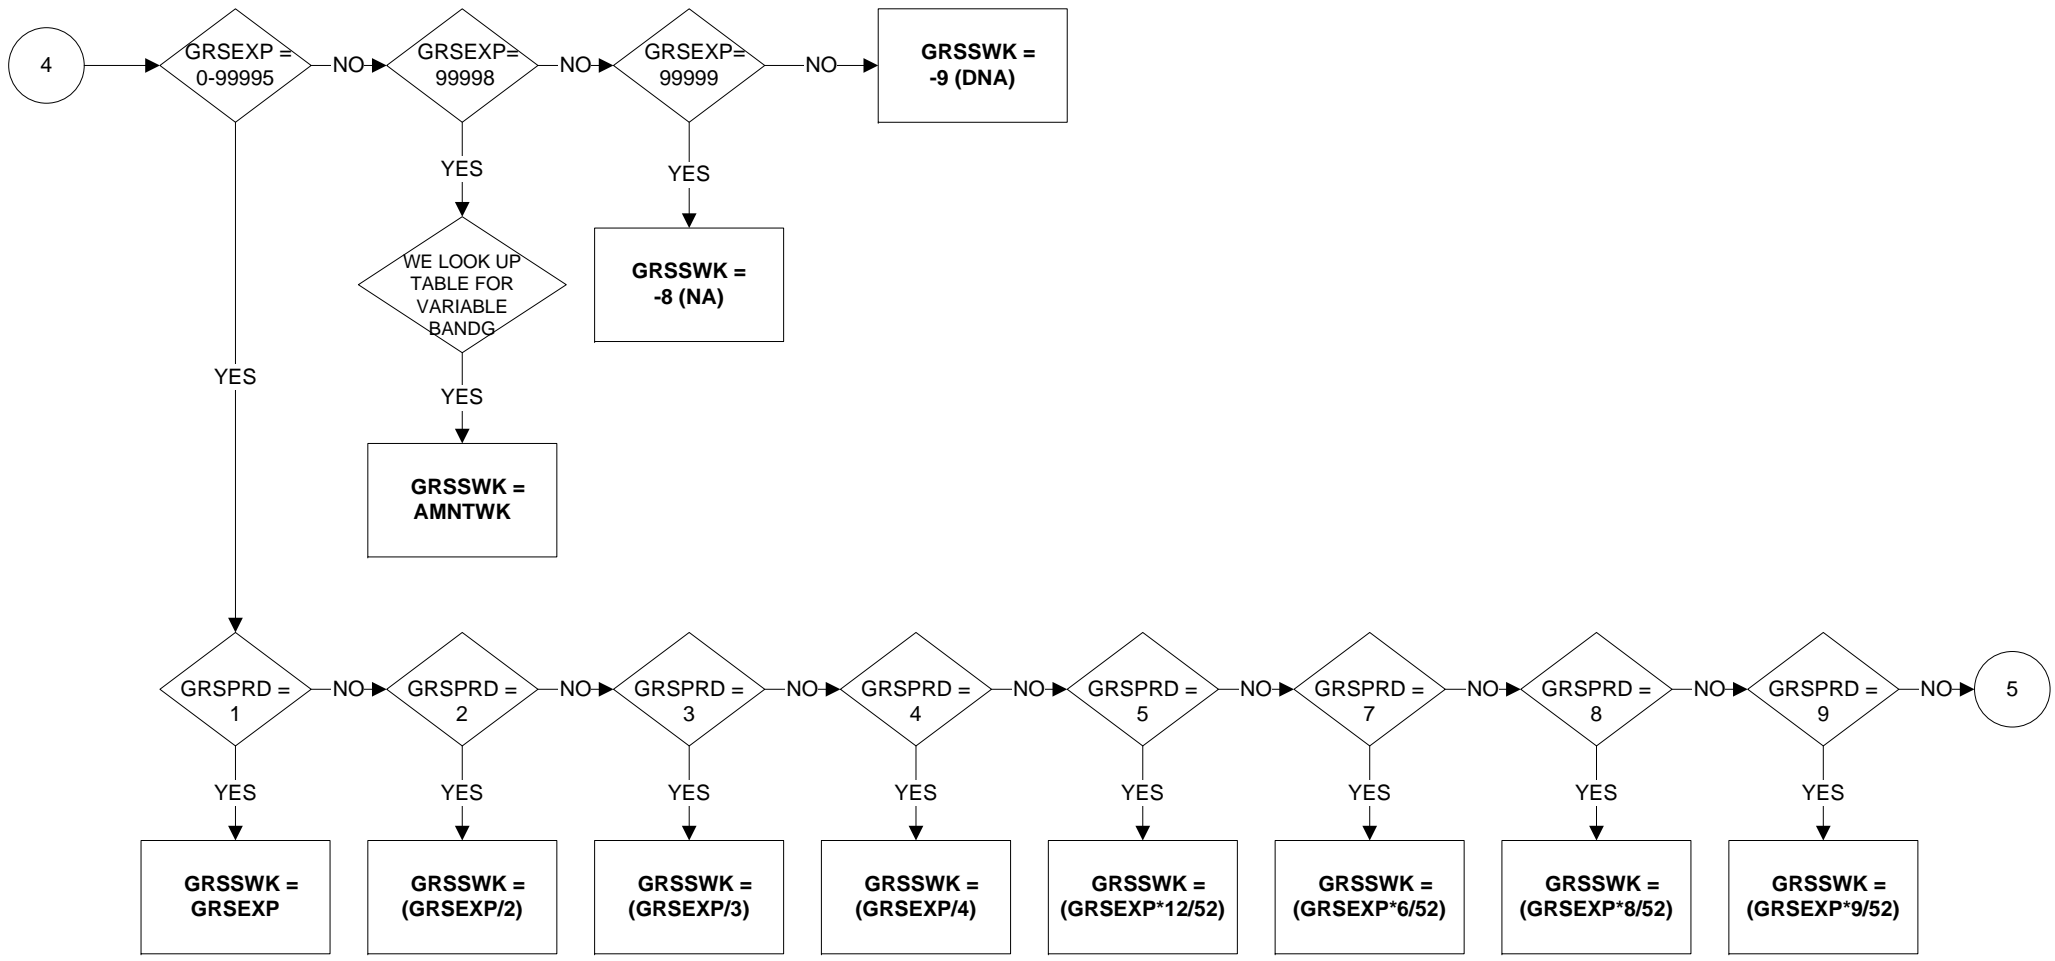 4
GRSEXP =
0-99995
NO
GRSEXP=
99998
NO
GRSEXP=
99999
NO
GRSSWK =
-9 (DNA)
YES
YES
YES
WE LOOK UP
TABLE FOR
VARIABLE
BANDG
GRSSWK =
-8 (NA)
YES
GRSSWK =
AMNTWK
GRSPRD =
1
NO
GRSPRD =
2
NO
GRSPRD =
3
NO
GRSPRD =
4
NO
GRSPRD =
5
NO
GRSPRD =
7
NO
GRSPRD =
8
NO
GRSPRD =
9
NO
5
YES
YES
YES
YES
YES
YES
YES
YES
GRSSWK =
GRSEXP
GRSSWK =
(GRSEXP/2)
GRSSWK =
(GRSEXP/3)
GRSSWK =
(GRSEXP/4)
GRSSWK =
(GRSEXP*12/52)
GRSSWK =
(GRSEXP*6/52)
GRSSWK =
(GRSEXP*8/52)
GRSSWK =
(GRSEXP*9/52)